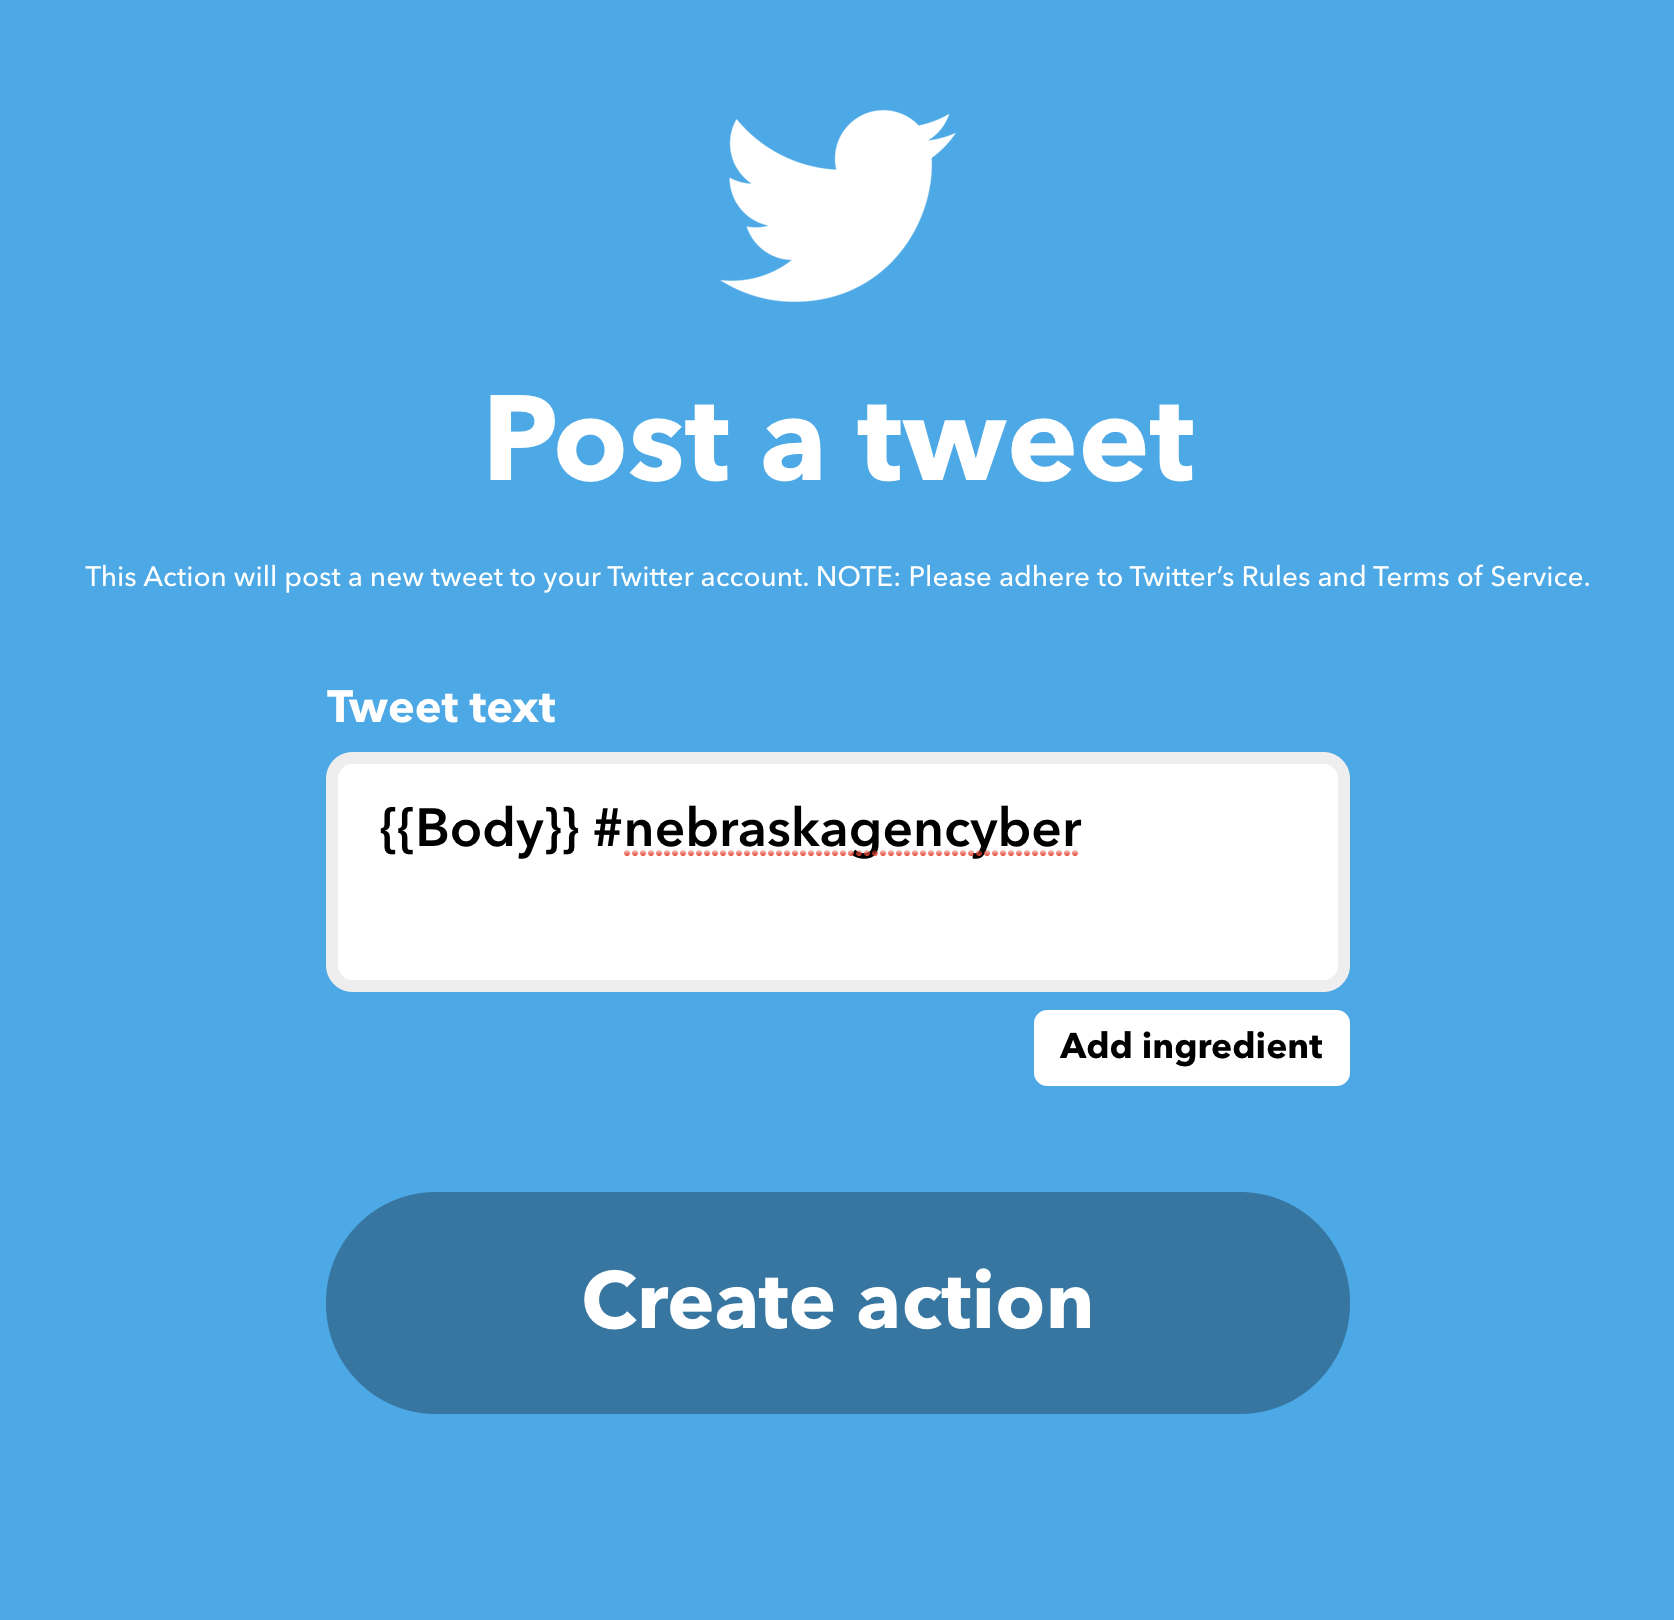 Post a tweet
This Action will post a new tweet to your Twitter account. NOTE: Please adhere to Twitter’s Rules and Terms of Service.
Tweet text
{{Body}} #nebraskagencyber
Add ingredient
Create action